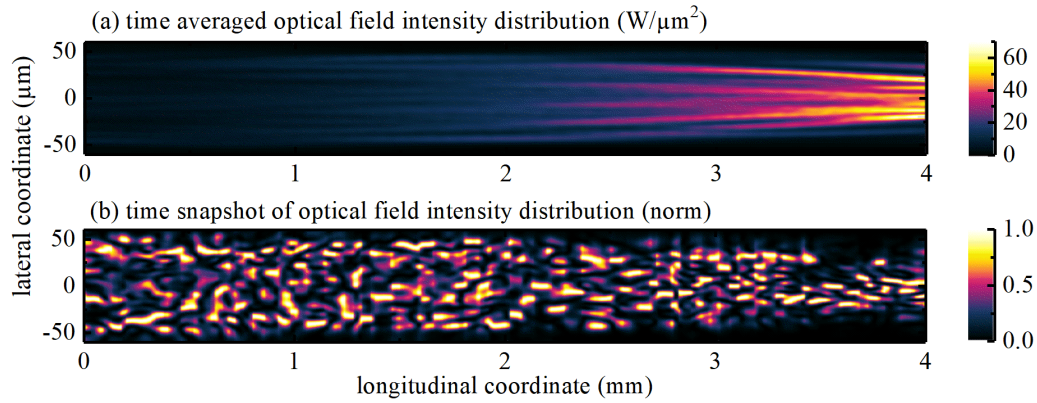 (a) time averaged optical field intensity distribution (W/µm²)
50
0
-50
0 1 2 3 4
60
40
20
0
lateral coordinate (µm)
(b) time snapshot of optical field intensity distribution (norm)
50
0
-50
0 1 2 3 4
1.0
0.5
0.0
longitudinal coordinate (mm)